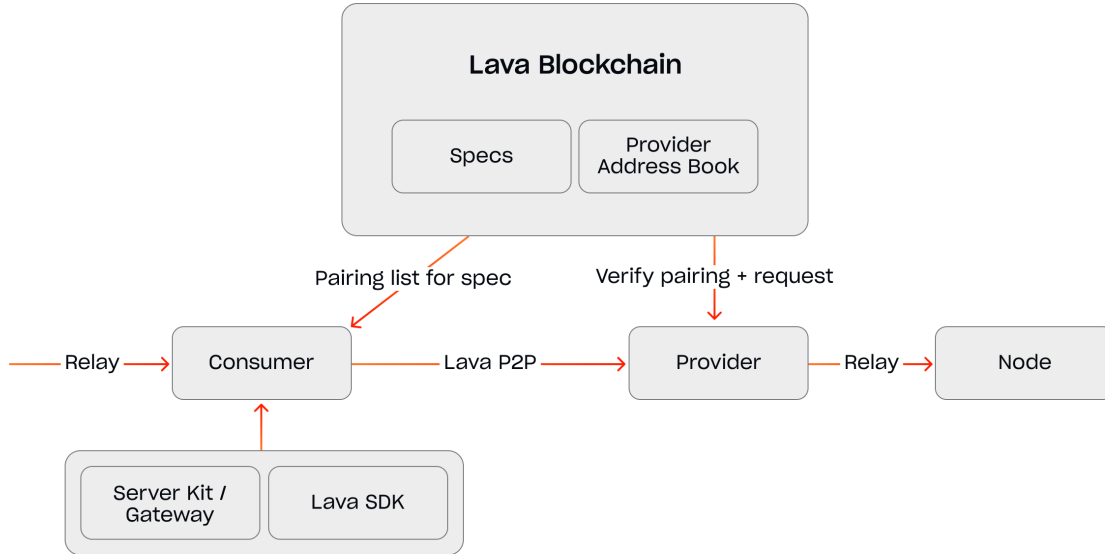 Lava Blockchain
Specs
Provider
Address Book
Pairing list for spec
Verify pairing + request
Relay
Consumer
Lava P2P
Provider
Relay
Node
Server Kit /
Gateway
Lava SDK